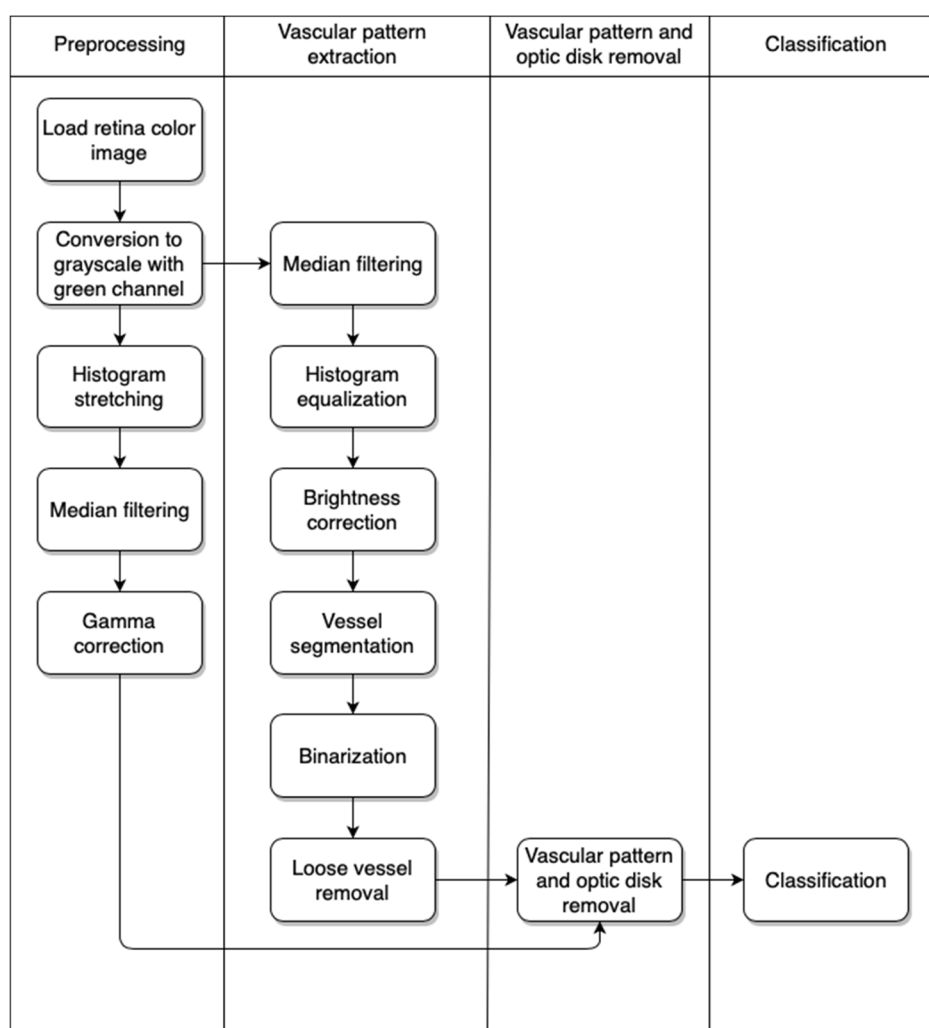 Preprocessing
Vascular pattern
extraction
Vascular pattern and
optic disk removal
Classification
Load retina color
image
Conversion to
grayscale with
green channel
Histogram
stretching
Median filtering
Gamma
correction
Median filtering
Histogram
equalization
Brightness
correction
Vessel
segmentation
Binarization
Loose vessel
removal
Vascular pattern
and optic disk
removal
Classification